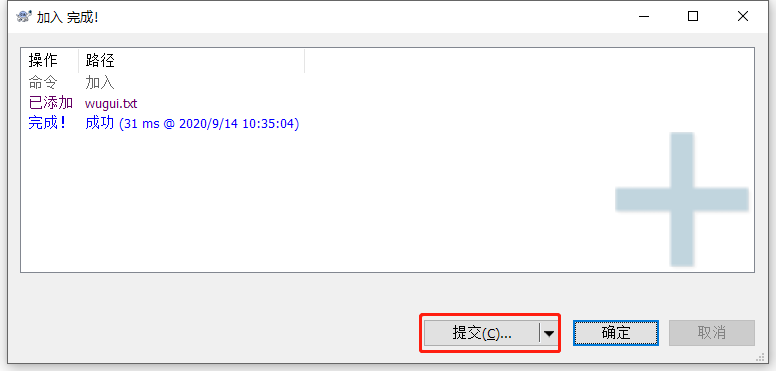 加入 完成!
操作 路径
命令 加入
已添加 wugui.txt
完成! 成功 (31 ms @ 2020/9/14 10:35:04)
提交(C)... 确定 取消